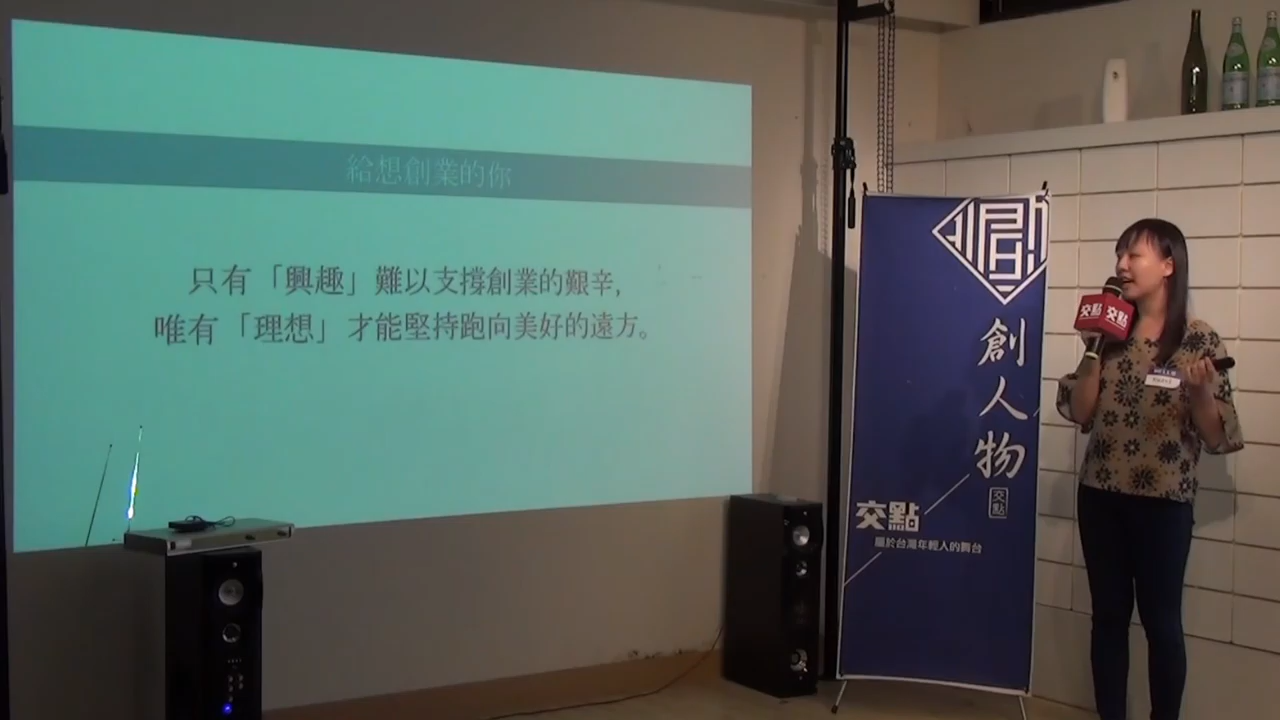 給想創業的你
只有「興趣」難以支撐創業的艱辛,
唯有「理想」才能堅持跑向美好的遠方。
創
創人物
交點
交點
屬於台灣年輕人的舞台
交點
交點